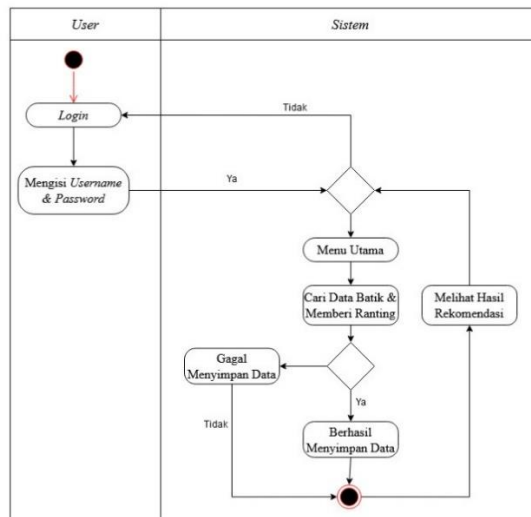 User
Sistem
Tidak
Login
Mengisi Username
& Password
Ya
Menu Utama
Cari Data Batik &
Memberi Ranting
Melihat Hasil
Rekomendasi
Gagal
Menyimpan Data
Ya
Tidak
Berhasil
Menyimpan Data